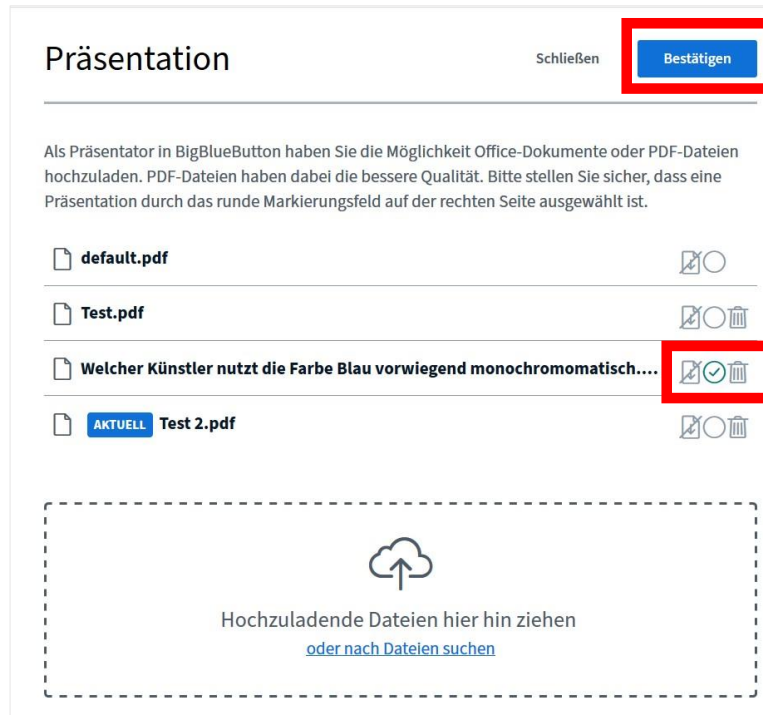 Präsentation
Schließen
Bestätigen
Als Präsentator in BigBlueButton haben Sie die Möglichkeit Office-Dokumente oder PDF-Dateien
hochzuladen. PDF-Dateien haben dabei die bessere Qualität. Bitte stellen Sie sicher, dass eine
Präsentation durch das runde Markierungsfeld auf der rechten Seite ausgewählt ist.
default.pdf
Test.pdf
Welcher Künstler nutzt die Farbe Blau vorwiegend monochromomatisch....
AKTUELL Test 2.pdf
Hochzuladende Dateien hier hin ziehen
oder nach Dateien suchen